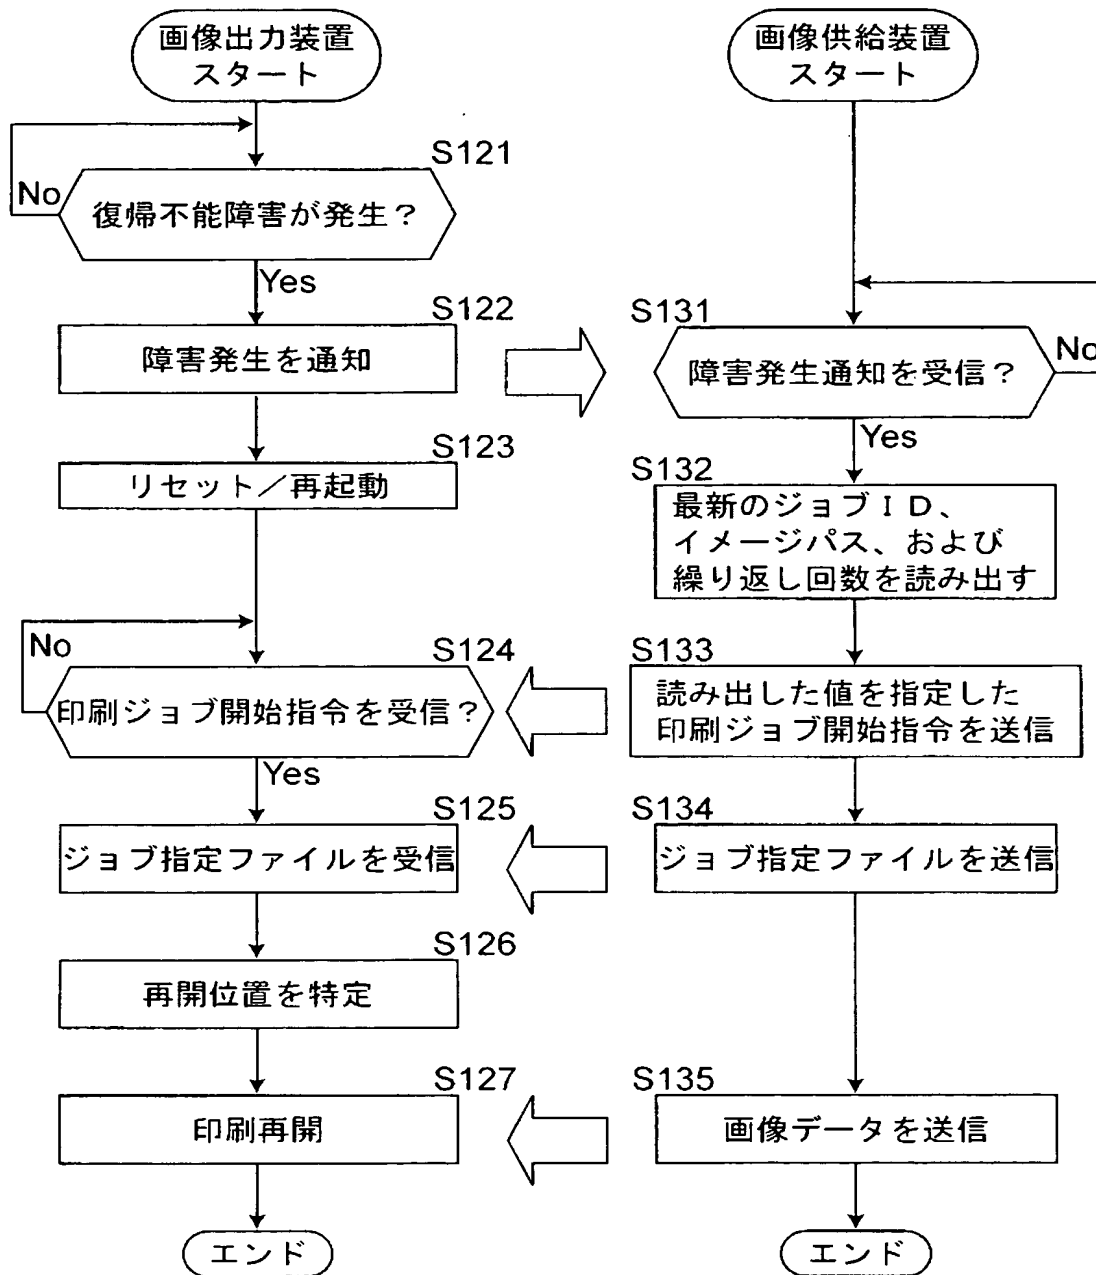 画像出力装置
スタート
S121
No
復帰不能障害が発生？
Yes
S122
障害発生を通知
S123
リセット／再起動
No
S124
印刷ジョブ開始指令を受信？
Yes
S125
ジョブ指定ファイルを受信
S126
再開位置を特定
S127
印刷再開
エンド
画像供給装置
スタート
S131
No
障害発生通知を受信？
Yes
S132
最新のジョブＩＤ、
イメージパス、および
繰り返し回数を読み出す
S133
読み出した値を指定した
印刷ジョブ開始指令を送信
S134
ジョブ指定ファイルを送信
S135
画像データを送信
エンド